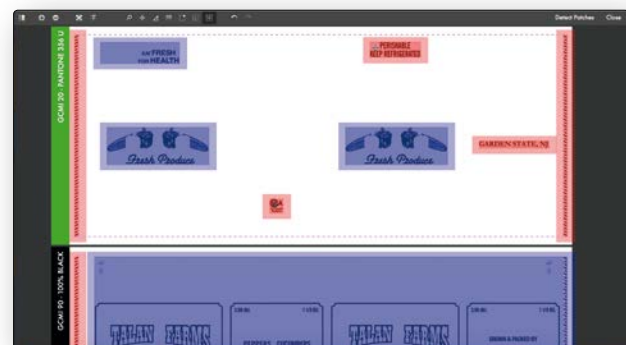 Detect Patches Close
GCMI 20 - PANTONE 356 U
EAT FRESH
FOR HEALTH
PERISHABLE
KEEP REFRIGERATED
Fresh Produce
Fresh Produce
GARDEN STATE, NJ
GCMI 90 - 100% BLACK
TALAN FARMS
PEPPERS CUCUMBERS
TALAN FARMS
GROWN & PACKED BY